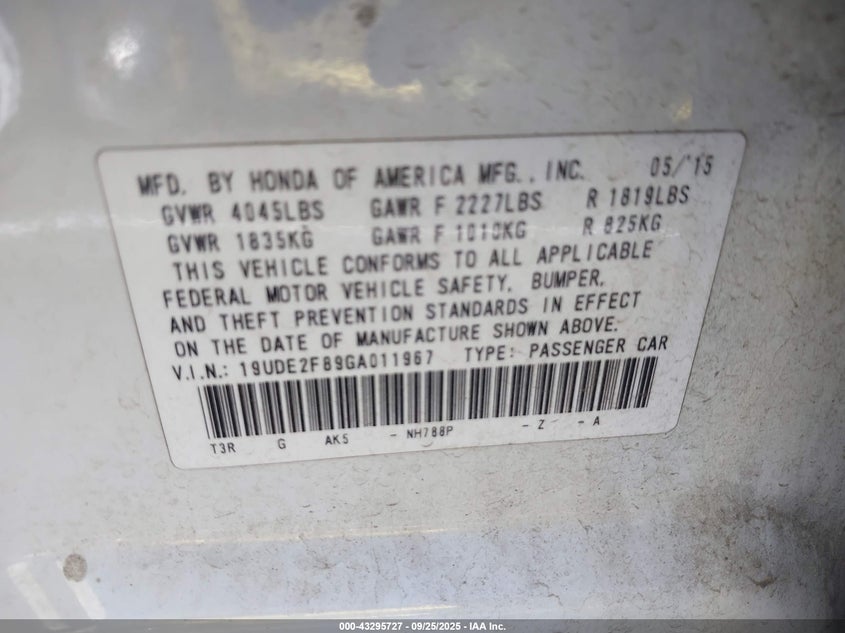 MFD. BY HONDA OF AMERICA MFG., INC. 05/'15
GVWR 4045LBS GAWR F 2227LBS R 1819LBS
GVWR 1835KG GAWR F 1010KG R 825KG
THIS VEHICLE CONFORMS TO ALL APPLICABLE
FEDERAL MOTOR VEHICLE SAFETY, BUMPER,
AND THEFT PREVENTION STANDARDS IN EFFECT
ON THE DATE OF MANUFACTURE SHOWN ABOVE.
V.I.N.: 19UDE2F89GA011967 TYPE: PASSENGER CAR
T3R G AK5 - NH788P - Z - A
000-43295727 - 09/25/2025 - IAA Inc.